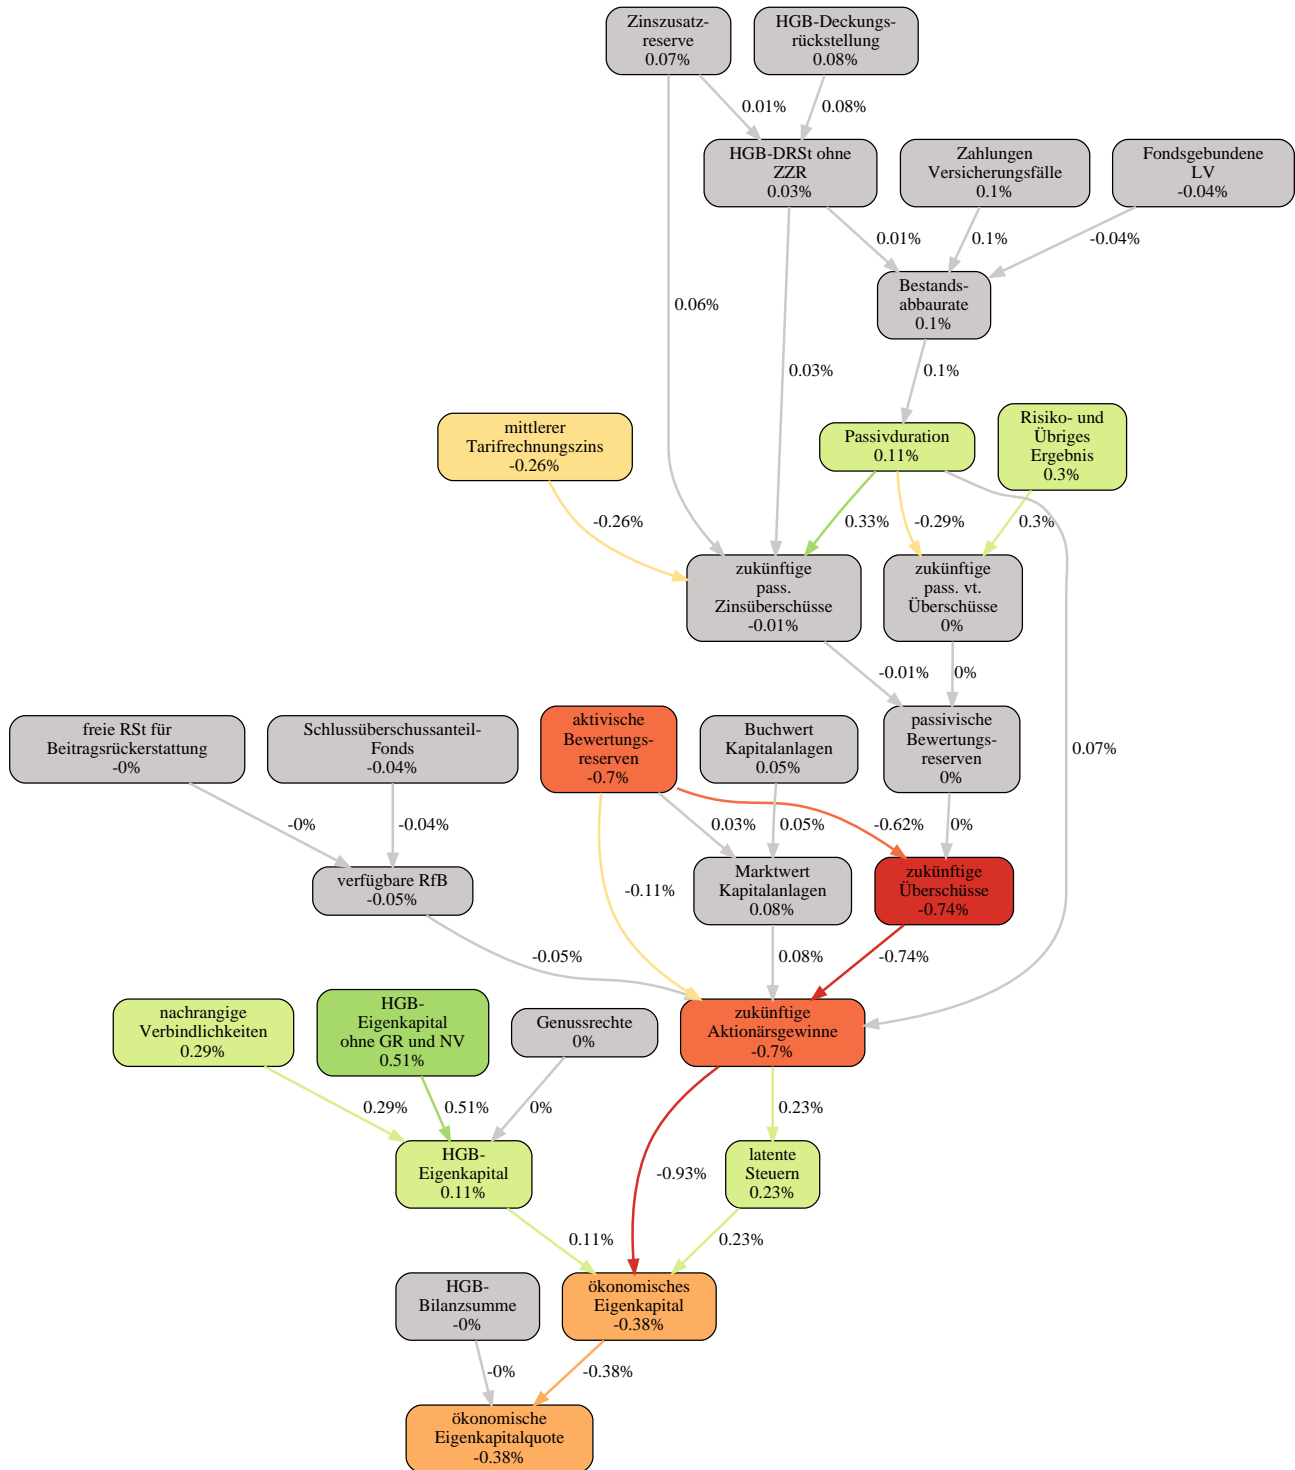 Zinszusatz-
reserve
0.07%
HGB-Deckungs-
rückstellung
0.08%
0.01%
0.08%
HGB-DRSt ohne
ZZR
0.03%
Zahlungen
Versicherungsfälle
0.1%
Fondsgebundene
LV
-0.04%
0.01%
0.1%
-0.04%
Bestands-
abbaurate
0.1%
0.06%
0.03%
0.1%
mittlerer
Tarifrechnungszins
-0.26%
Passivduration
0.11%
Risiko- und
Übriges
Ergebnis
0.3%
-0.26%
0.33%
-0.29%
0.3%
zukünftige
pass.
Zinsüberschüsse
-0.01%
zukünftige
pass. vt.
Überschüsse
0%
-0.01%
0%
freie RSt für
Beitragsrückerstattung
-0%
Schlussüberschussanteil-
Fonds
-0.04%
aktivische
Bewertungs-
reserven
-0.7%
Buchwert
Kapitalanlagen
0.05%
passivische
Bewertungs-
reserven
0%
0.07%
-0%
-0.04%
0.03%
0.05%
-0.62%
0%
verfügbare RfB
-0.05%
-0.11%
Marktwert
Kapitalanlagen
0.08%
zukünftige
Überschüsse
-0.74%
-0.05%
0.08%
-0.74%
nachrangige
Verbindlichkeiten
0.29%
HGB-
Eigenkapital
ohne GR und NV
0.51%
Genussrechte
0%
zukünftige
Aktionärsgewinne
-0.7%
0.29%
0.51%
0%
0.23%
HGB-
Eigenkapital
0.11%
-0.93%
latente
Steuern
0.23%
0.11%
0.23%
HGB-
Bilanzsumme
-0%
ökonomisches
Eigenkapital
-0.38%
-0%
-0.38%
ökonomische
Eigenkapitalquote
-0.38%